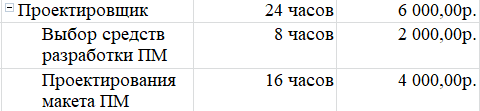 Проектировщик 24 часов 6 000,00р.
Выбор средств 8 часов 2 000,00р.
разработки ПМ
Проектирования 16 часов 4 000,00р.
макета ПМ